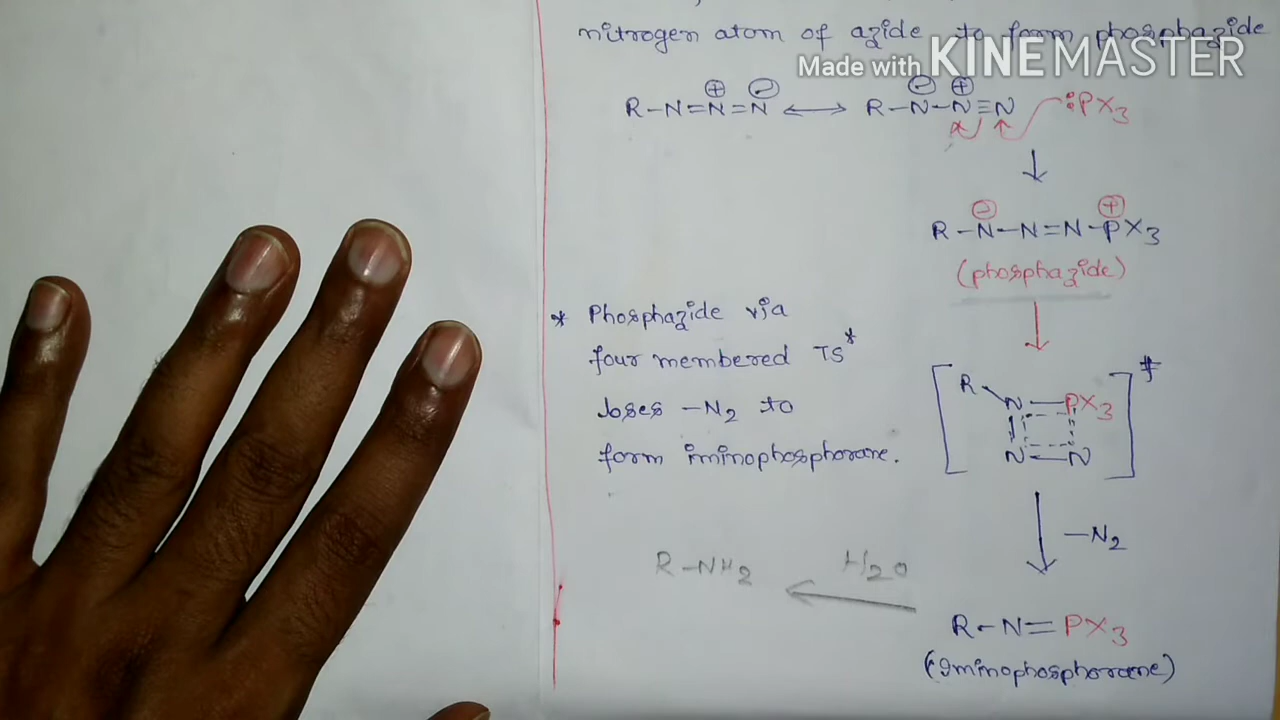 nitrogen atom of azide to form phosphazide
Made with KINEMASTER
R-N=N⊕=N⊖ ⟷ R-N⊖-N⊕≡N :PX3
R-N⊖-N=N-P⊕X3
(phosphazide)
* Phosphazide via
four membered TS*
loses -N2 to
form iminophosphorane.
R N PX3 ‡
N N
-N2
R-NH2 H2O
R-N=PX3
(Iminophosphorane)